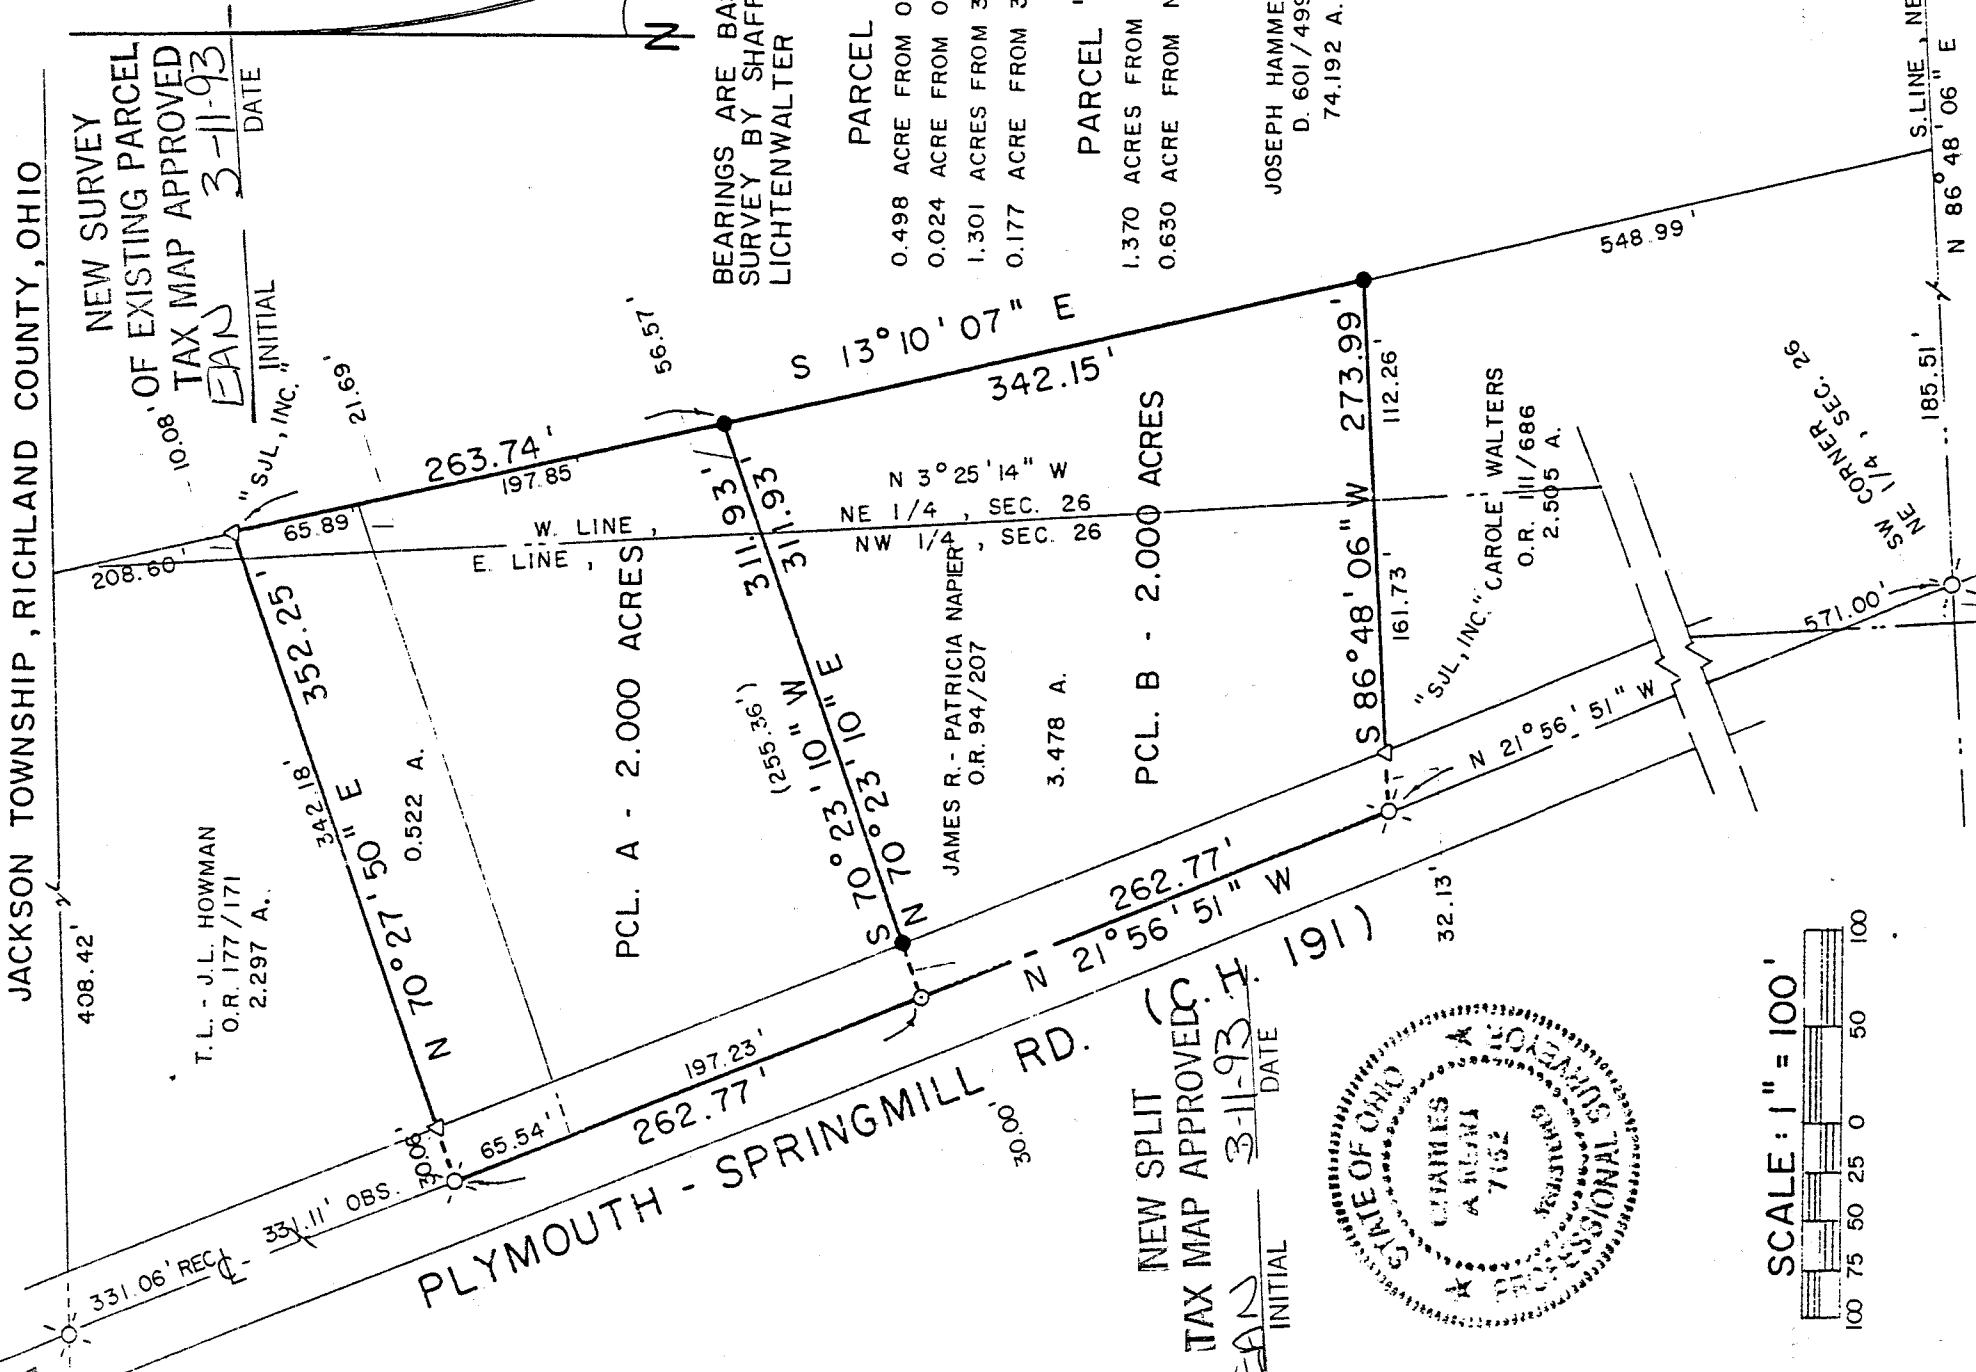 JACKSON TOWNSHIP, RICHLAND COUNTY, OHIO
NEW SURVEY
OF EXISTING PARCEL
TAX MAP APPROVED
EAN 3-11-93
INITIAL DATE
N
BEARINGS ARE
SURVEY BY
LICHTENWALTER
PARCEL
0.498 ACRE FROM
0.024 ACRE FROM
1.301 ACRES FROM
0.177 ACRE FROM
PARCEL
1.370 ACRES FROM
0.630 ACRE FROM
JOSEPH
D. 601/499
74.192 A.
408.42'
T.L. - J.L. HOWMAN
O.R. 177/171
2.297 A.
208.60'
10.08'
"SJL, INC."
21.69'
65.89'
263.74'
197.85'
56.57'
S 13°10'07" E
342.15'
548.99'
S. LINE,
N 86°48'06" E
N 70°27'50" E 352.25'
342.18'
0.522 A.
W. LINE, NE 1/4, SEC. 26
E. LINE, NW 1/4, SEC. 26
N 3°25'14" W
PCL. A - 2.000 ACRES
(255.36')
S 70°23'10" W 311.93'
N 70°23'10" E 311.93'
JAMES R. - PATRICIA NAPIER
O.R. 94/207
3.478 A.
PCL. B - 2.000 ACRES
S 86°48'06" W 273.99'
161.73' 112.26'
"SJL, INC."
CAROLE WALTERS
O.R. 111/686
2.505 A.
SW CORNER
NE 1/4, SEC. 26
185.51'
571.00'
N 21°56'51" W
331.06' REC.
331.11' OBS.
30.06'
65.54'
197.23'
262.77'
262.77'
N 21°56'51" W
32.13'
30.00'
PLYMOUTH - SPRINGMILL RD. (C.H. 191)
NEW SPLIT
TAX MAP APPROVED
EAN 3-11-93
INITIAL DATE
STATE OF OHIO
CHARLES
PROFESSIONAL SURVEYOR
SCALE: 1" = 100'
100 75 50 25 0 50 100